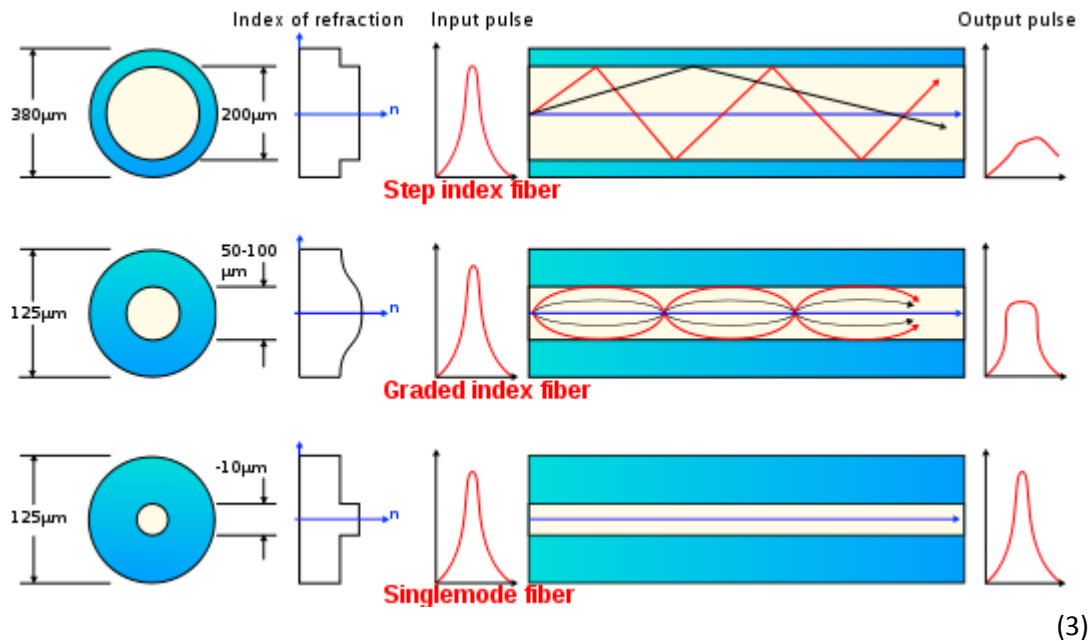 Index of refraction Input pulse Output pulse
380µm
200µm
n
Step index fiber
50-100
µm
125µm
n
Graded index fiber
-10µm
125µm
n
Singlemode fiber
(3)